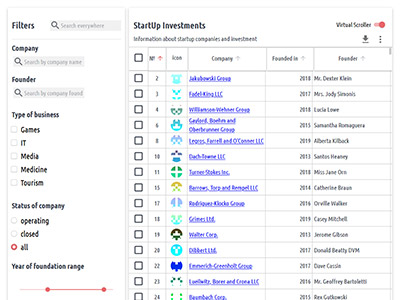 Filters
Search everywhere
Company
Search by company name
Founder
Search by company found
Type of business
Games
IT
Media
Medicine
Tourism
Status of company
operating
closed
all
Year of foundation range
StartUp Investments
Virtual Scroller
Information about startup companies and investment
Nº Icon Company Founded in Founder
2 Jakubowski Group 2018 Mr. Dexter Klein
3 Fadel-King LLC 2017 Mrs. Jody Simonis
4 Williamson-Wehner Group 2018 Lucia Lowe
6 Gaylord, Boehm and Oberbrunner Group 2015 Samantha Romaguera
8 Legros, Farrell and O'Conner LLC 2019 Alberta Kilback
10 Dach-Towne LLC 2013 Santos Heaney
11 Turner-Stokes Inc. 2018 Miss Jane Orn
15 Barrows, Torp and Rempel LLC 2014 Catherine Braun
17 Rodriguez-Klocko Group 2016 Orville Walker
18 Grimes Ltd. 2019 Casey Mitchell
19 Walter Corp. 2013 Jerome Gibson
20 Dibbert Ltd. 2017 Donald Beatty DVM
22 Emmerich-Greenholt Group 2017 Dave Cassin
23 Lueilwitz, Borer and Crona LLC 2016 Mr. Geoffrey Bartoletti
24 Baumbach Corp. 2015 Rex Gutkowski